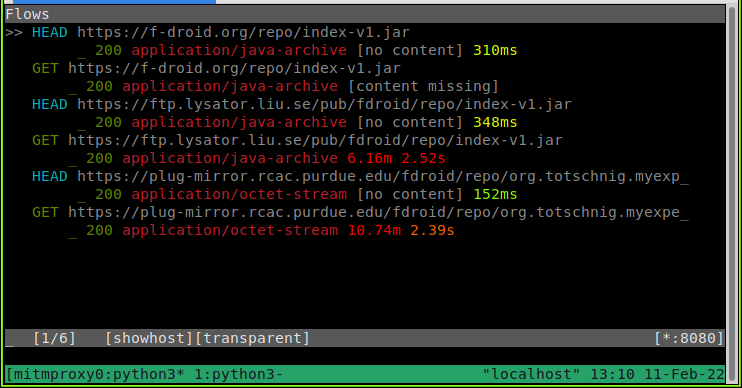 Flows
>> HEAD https://f-droid.org/repo/index-v1.jar
_ 200 application/java-archive [no content] 310ms
GET https://f-droid.org/repo/index-v1.jar
_ 200 application/java-archive [content missing]
HEAD https://ftp.lysator.liu.se/pub/fdroid/repo/index-v1.jar
_ 200 application/java-archive [no content] 348ms
GET https://ftp.lysator.liu.se/pub/fdroid/repo/index-v1.jar
_ 200 application/java-archive 6.16m 2.52s
HEAD https://plug-mirror.rcac.purdue.edu/fdroid/repo/org.totschnig.myexp_
_ 200 application/octet-stream [no content] 152ms
GET https://plug-mirror.rcac.purdue.edu/fdroid/repo/org.totschnig.myexpe_
_ 200 application/octet-stream 10.74m 2.39s
_ [1/6] [showhost][transparent] [*:8080]
[mitmproxy0:python3* 1:python3- "localhost" 13:10 11-Feb-22